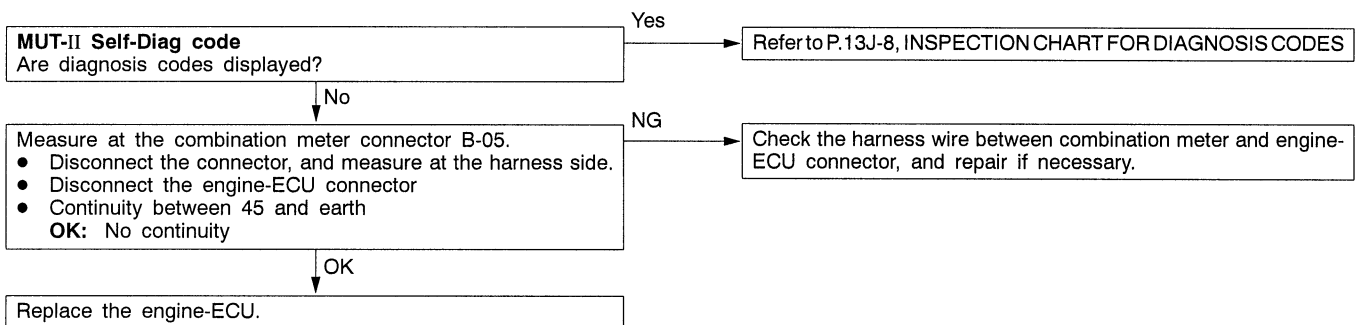 Yes
MUT-II Self-Diag code
Are diagnosis codes displayed?
Refer to P.13J-8, INSPECTION CHART FOR DIAGNOSIS CODES
No
Measure at the combination meter connector B-05.
● Disconnect the connector, and measure at the harness side.
● Disconnect the engine-ECU connector
● Continuity between 45 and earth
OK: No continuity
NG
Check the harness wire between combination meter and engine-
ECU connector, and repair if necessary.
OK
Replace the engine-ECU.